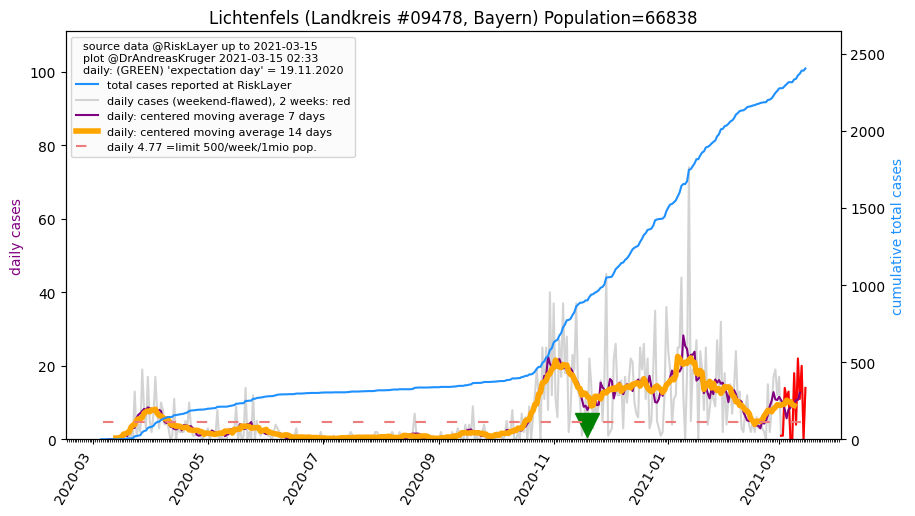 Lichtenfels (Landkreis #09478, Bayern) Population=66838
source data @RiskLayer up to 2021-03-15
plot @DrAndreasKruger 2021-03-15 02:33
daily: (GREEN) 'expectation day' = 19.11.2020
total cases reported at RiskLayer
daily cases (weekend-flawed), 2 weeks: red
daily: centered moving average 7 days
daily: centered moving average 14 days
daily 4.77 =limit 500/week/1mio pop.
daily cases
100
80
60
40
20
0
cumulative total cases
2500
2000
1500
1000
500
0
2020-03
2020-05
2020-07
2020-09
2020-11
2021-01
2021-03